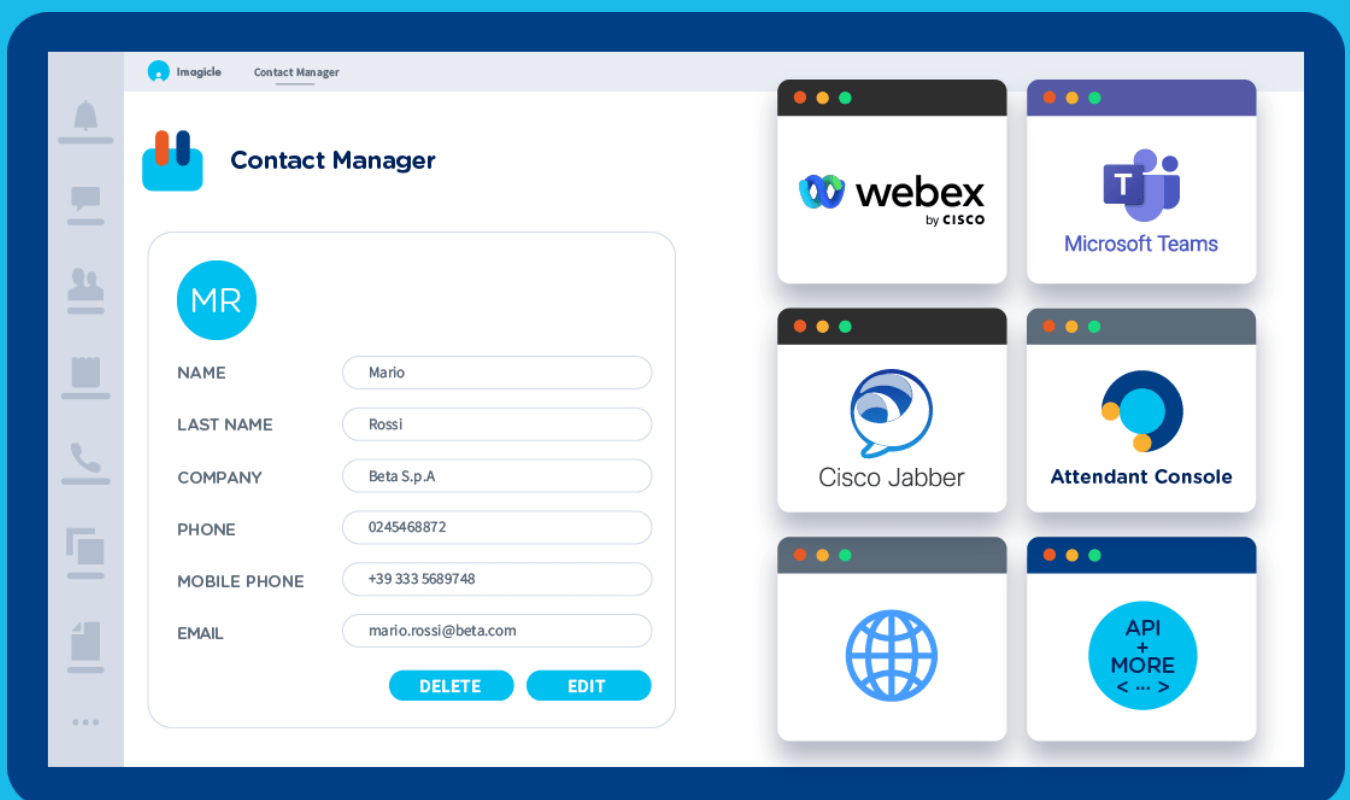 Imagicle Contact Manager
Contact Manager
MR
NAME Mario
LAST NAME Rossi
COMPANY Beta S.p.A
PHONE 0245468872
MOBILE PHONE +39 333 5689748
EMAIL mario.rossi@beta.com
DELETE EDIT
webex
by CISCO
T
Microsoft Teams
Cisco Jabber
Attendant Console
API
+
MORE
< ··· >